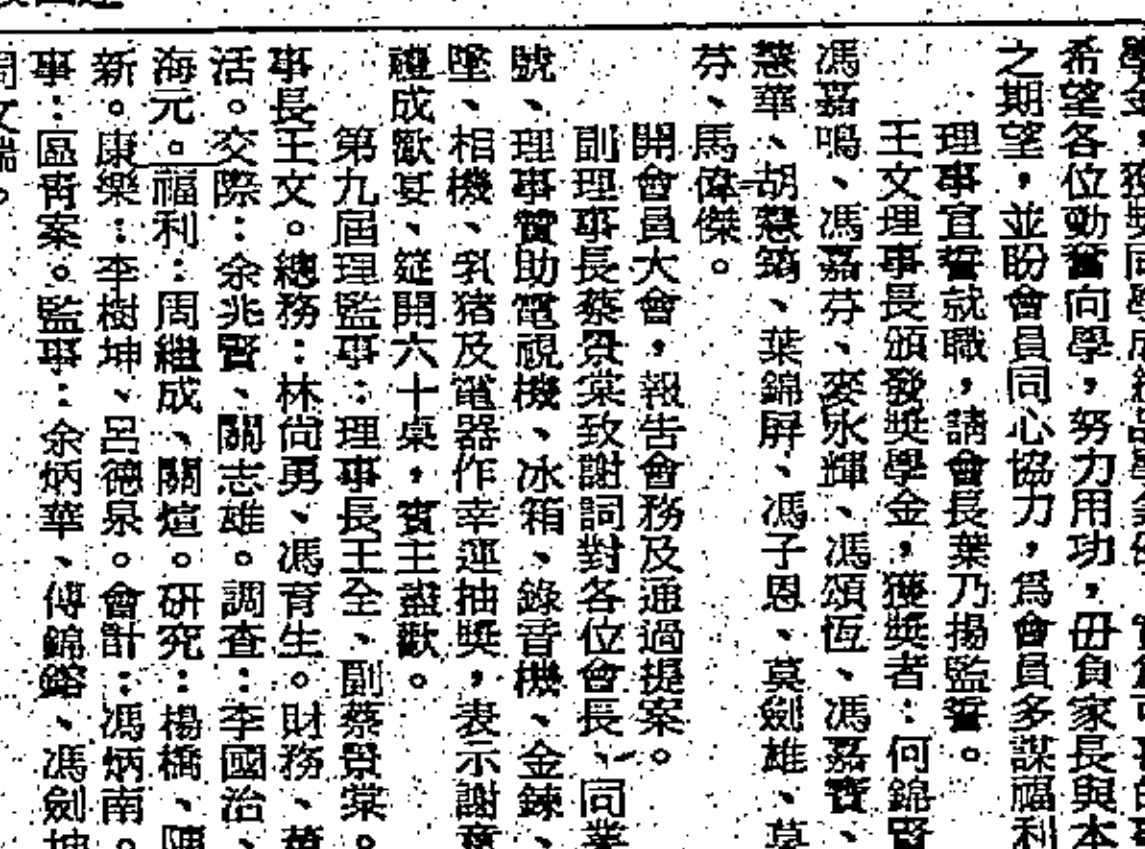 希望各位勤奮向學，努力用功，毋負家長與本
之期望，並盼會員同心協力，爲會員多謀福利
理事宣誓就職，請會長葉乃揚監誓。
王文理事長頒發獎學金，獲獎者：何錦賢
馮嘉鳴、馮嘉芬、麥永輝、馮頌恆、馮嘉寶、
慧華、胡慧筠、葉錦屏、馮子恩、莫劍雄、莫
芬、馬偉傑。
開會員大會，報告會務及通過提案。
副理事長蔡景棠致謝詞對各位會長、同業
號、理事贊助電視機、冰箱、錄音機、金鍊、
墜、相機、乳猪及電器作幸運抽獎，表示謝意
禮成歡宴、筵開六十桌，賓主盡歡。
第九屆理監事：理事長王全、副蔡景棠。
事長王文。總務：林尚勇、馮育生。財務、黃
活。交際：余兆賢、關志雄。調查：李國治、
海元。福利：周繼成、關煊。研究：楊橋、陳
新。康樂：李樹坤、呂德泉。會計：馮炳南。
事：區青案。監事：余炳華、傅錦鎔、馮劍坤
周文瑞。